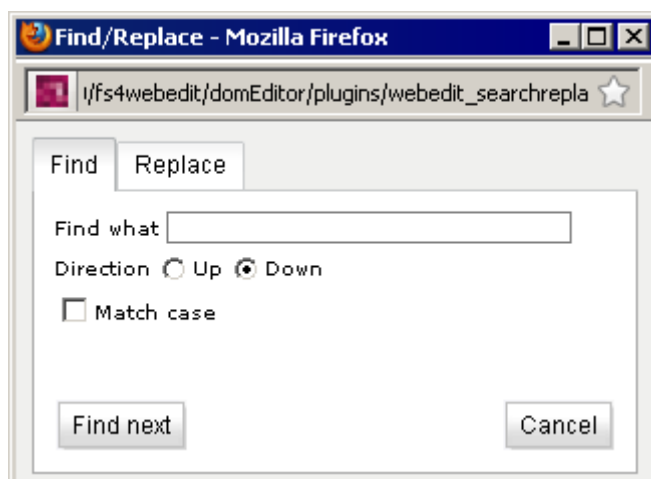 Find/Replace - Mozilla Firefox
/fs4webedit/domEditor/plugins/webedit_searchrepla
Find Replace
Find what
Direction Up Down
Match case
Find next Cancel